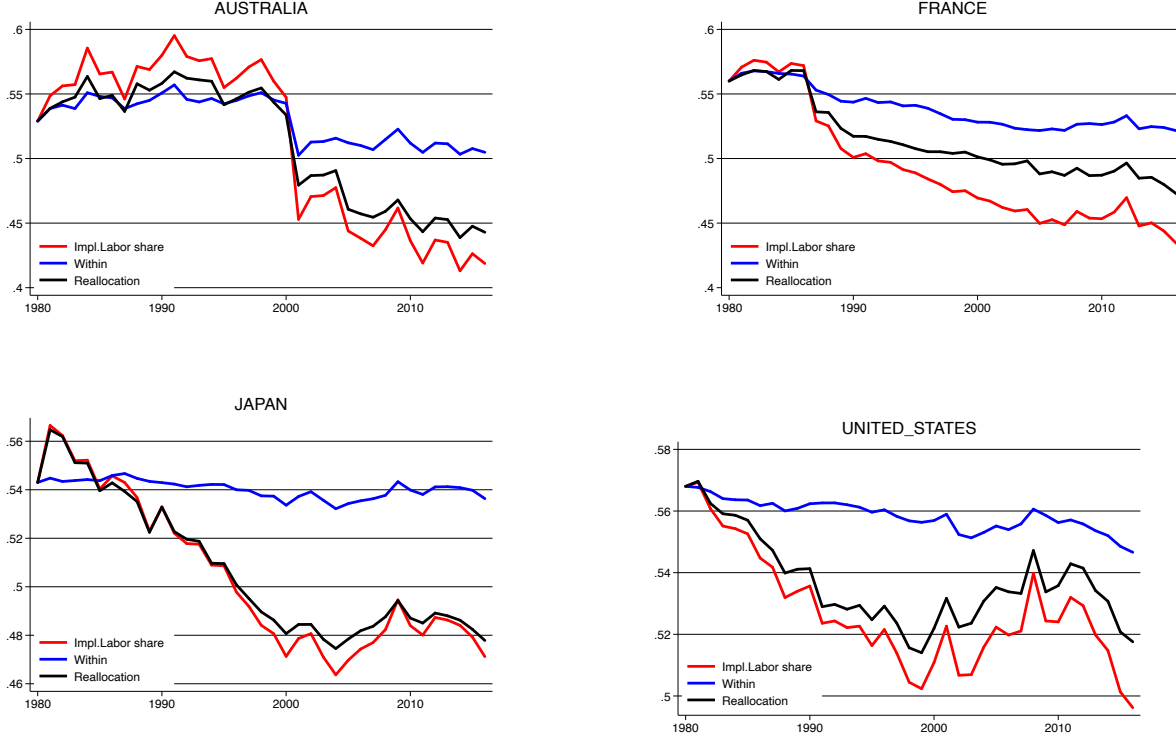 AUSTRALIA
.6
.55
.5
.45
.4
Impl.Labor share
Within
Reallocation
1980 1990 2000 2010
FRANCE
.6
.55
.5
.45
.4
Impl.Labor share
Within
Reallocation
1980 1990 2000 2010
JAPAN
.56
.54
.52
.5
.48
.46
Impl.Labor share
Within
Reallocation
1980 1990 2000 2010
UNITED_STATES
.58
.56
.54
.52
.5
Impl.Labor share
Within
Reallocation
1980 1990 2000 2010